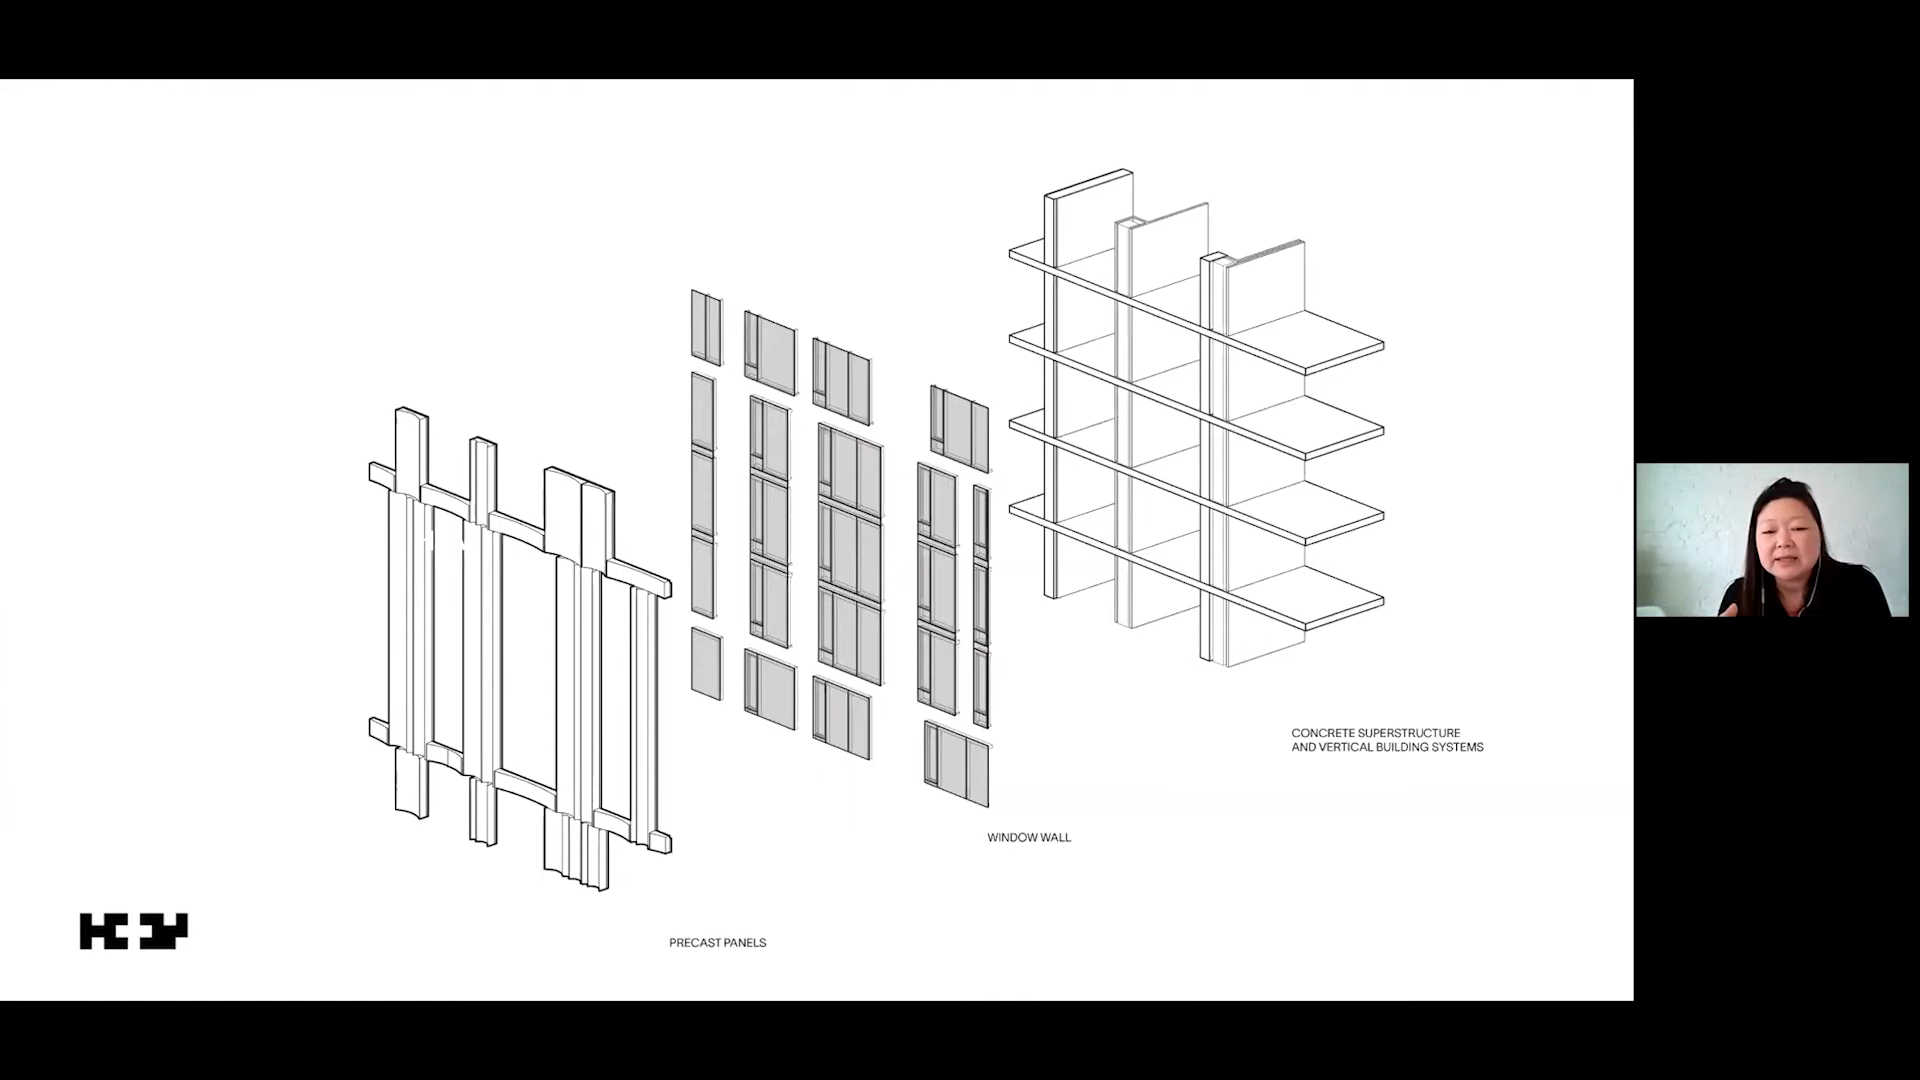 CONCRETE SUPERSTRUCTURE
AND VERTICAL BUILDING SYSTEMS
WINDOW WALL
PRECAST PANELS